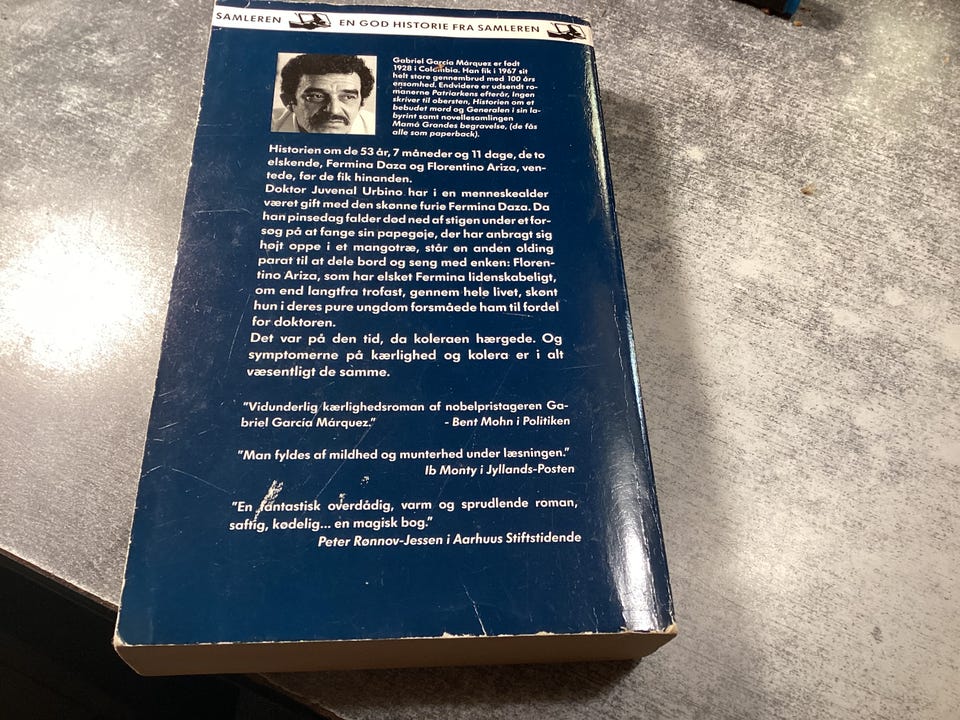 SAMLEREN EN GOD HISTORIE FRA SAMLEREN
Gabriel García Márquez er født
1928 i Colombia. Han fik i 1967 sit
helt store gennembrud med 100 års
ensomhed. Endvidere er udsendt ro-
manerne Patriarkens efterår, Ingen
skriver til obersten, Historien om et
bebudet mord og Generalen i sin la-
byrint samt novellesamlingen
Mamá Grandes begravelse, (de fås
alle som paperback).
Historien om de 53 år, 7 måneder og 11 dage, de to
elskende, Fermina Daza og Florentino Ariza, ven-
tede, før de fik hinanden.
Doktor Juvenal Urbino har i en menneskealder
været gift med den skønne furie Fermina Daza. Da
han pinsedag falder død ned af stigen under et for-
søg på at fange sin papegøje, der har anbragt sig
højt oppe i et mangotræ, står en anden olding
parat til at dele bord og seng med enken: Floren-
tino Ariza, som har elsket Fermina lidenskabeligt,
om end langtfra trofast, gennem hele livet, skønt
hun i deres pure ungdom forsmåede ham til fordel
for doktoren.
Det var på den tid, da koleraen hærgede. Og
symptomerne på kærlighed og kolera er i alt
væsentligt de samme.
"Vidunderlig kærlighedsroman af nobelpristageren Ga-
briel García Márquez." - Bent Mohn i Politiken
"Man fyldes af mildhed og munterhed under læsningen."
Ib Monty i Jyllands-Posten
"En fantastisk overdådig, varm og sprudlende roman,
saftig, kødelig... en magisk bog."
Peter Rønnov-Jessen i Aarhuus Stiftstidende